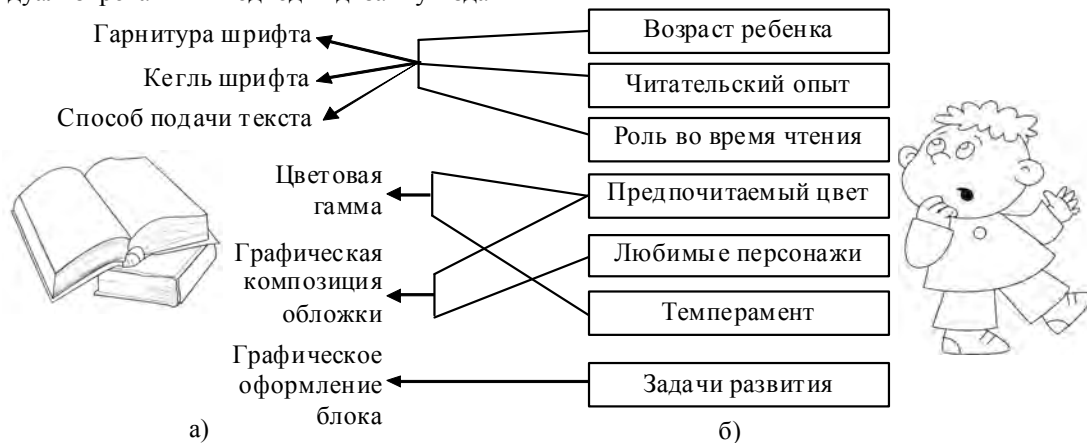 Гарнитура шрифта
Кегль шрифта
Способ подачи текста
Цветовая
гамма
Графическая
композиция
обложки
Графическое
оформление
блока
а)
Возраст ребенка
Читательский опыт
Роль во время чтения
Предпочитаемый цвет
Любимые персонажи
Темперамент
Задачи развития
б)